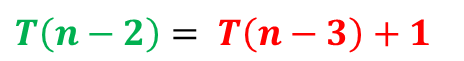 T(n − 2) = T(n − 3) + 1